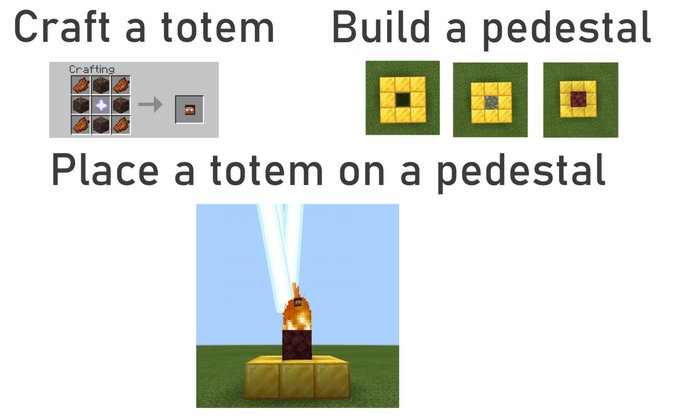 Craft a totem
Build a pedestal
Crafting
Place a totem on a pedestal